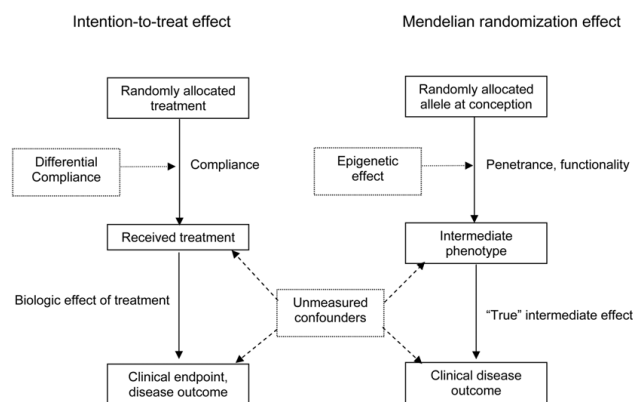 Intention-to-treat effect
Mendelian randomization effect
Randomly allocated
treatment
Randomly allocated
allele at conception
Differential
Compliance
Compliance
Epigenetic
effect
Penetrance, functionality
Received treatment
Intermediate
phenotype
Biologic effect of treatment
Unmeasured
confounders
“True” intermediate effect
Clinical endpoint,
disease outcome
Clinical disease
outcome